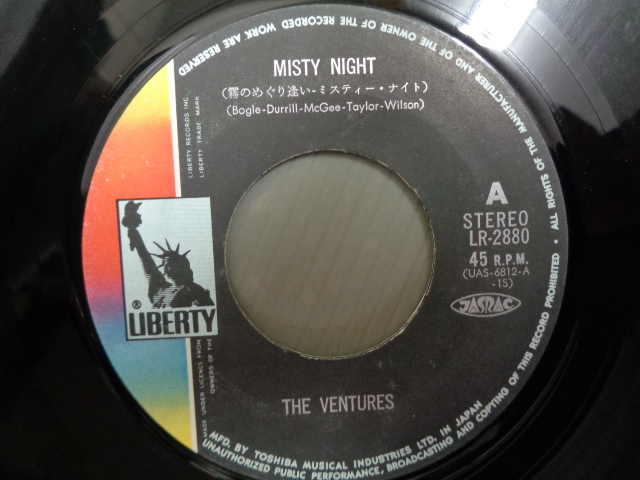 MISTY NIGHT
(霧のめぐり逢い-ミスティー・ナイト)
(Bogle-Durrill-McGee-Taylor-Wilson)
LIBERTY RECORDS INC.
LIBERTY TRADE MARK
A
STEREO
LR-2880
45 R.P.M.
(UAS-6812-A
-1S)
JASRAC
®
LIBERTY
THE VENTURES
MADE UNDER LICENCE FROM
OWNERS OF THE
MFD. BY TOSHIBA MUSICAL INDUSTRIES LTD. IN JAPAN
ALL RIGHTS OF THE MANUFACTURER AND OF THE OWNER OF THE RECORDED WORK ARE RESERVED
UNAUTHORIZED PUBLIC PERFORMANCE, BROADCASTING AND COPYING OF THIS RECORD PROHIBITED •